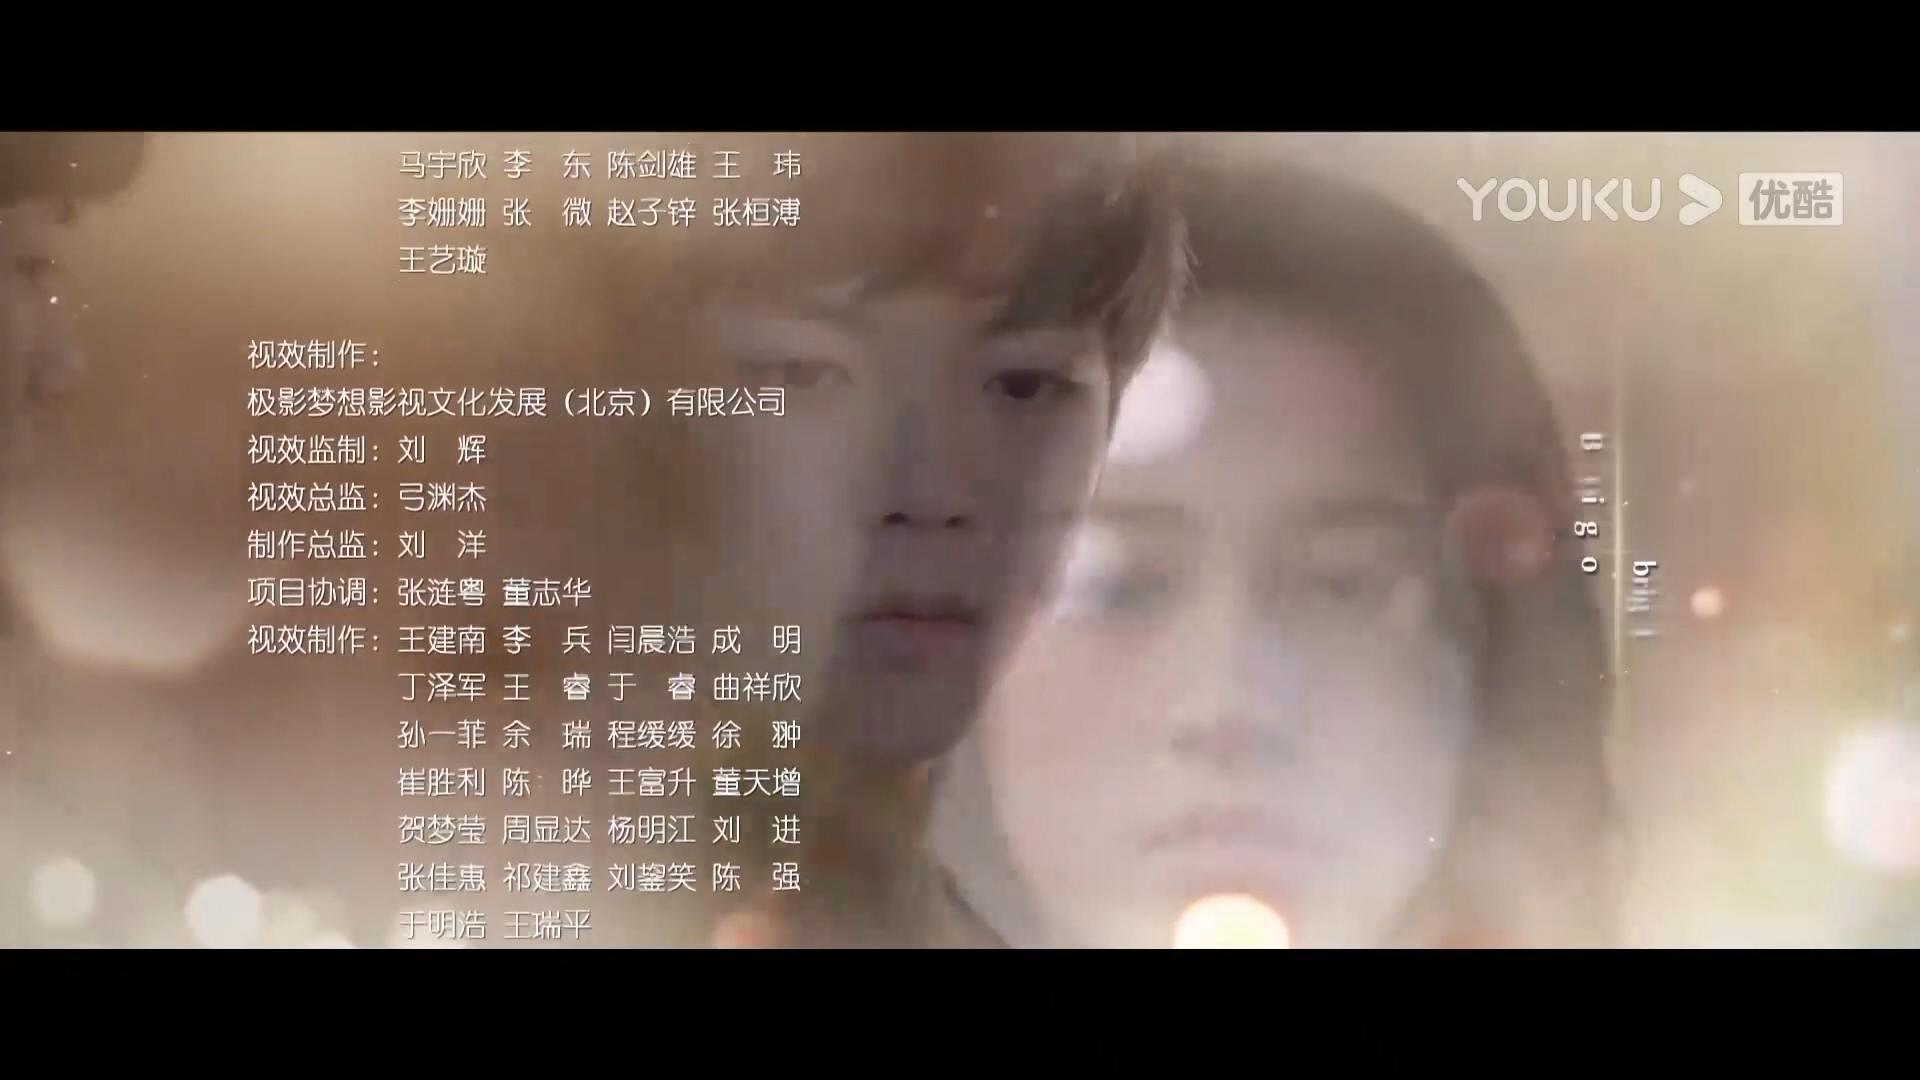 马宇欣 李 东 陈剑雄 王 玮
李姗姗 张 微 赵子锌 张桓溥
王艺璇
YOUKU 优酷
视效制作：
极影梦想影视文化发展（北京）有限公司
视效监制：刘 辉
视效总监：弓渊杰
制作总监：刘 洋
项目协调：张涟粤 董志华
视效制作：王建南 李 兵 闫晨浩 成 明
丁泽军 王 睿 于 睿 曲祥欣
孙一菲 余 瑞 程缓缓 徐 翀
崔胜利 陈 晔 王富升 董天增
贺梦莹 周显达 杨明江 刘 进
张佳惠 祁建鑫 刘鋆笑 陈 强
于明浩 王瑞平